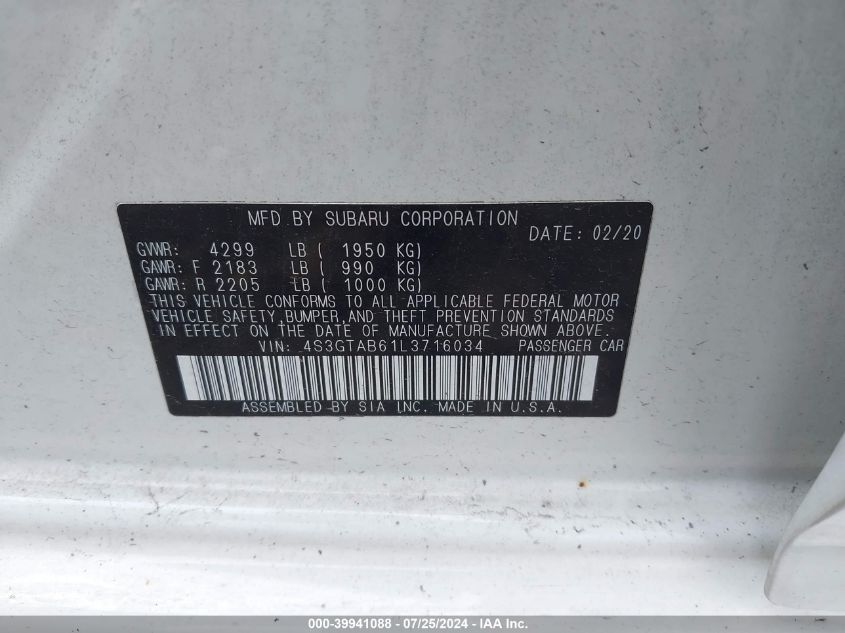 MFD BY SUBARU CORPORATION
DATE: 02/20
GVWR: 4299 LB ( 1950 KG)
GAWR: F 2183 LB ( 990 KG)
GAWR: R 2205 LB ( 1000 KG)
THIS VEHICLE CONFORMS TO ALL APPLICABLE FEDERAL MOTOR
VEHICLE SAFETY, BUMPER, AND THEFT PREVENTION STANDARDS
IN EFFECT ON THE DATE OF MANUFACTURE SHOWN ABOVE.
VIN: 4S3GTAB61L3716034 PASSENGER CAR
ASSEMBLED BY SIA INC. MADE IN U.S.A.
000-39941088 - 07/25/2024 - IAA Inc.